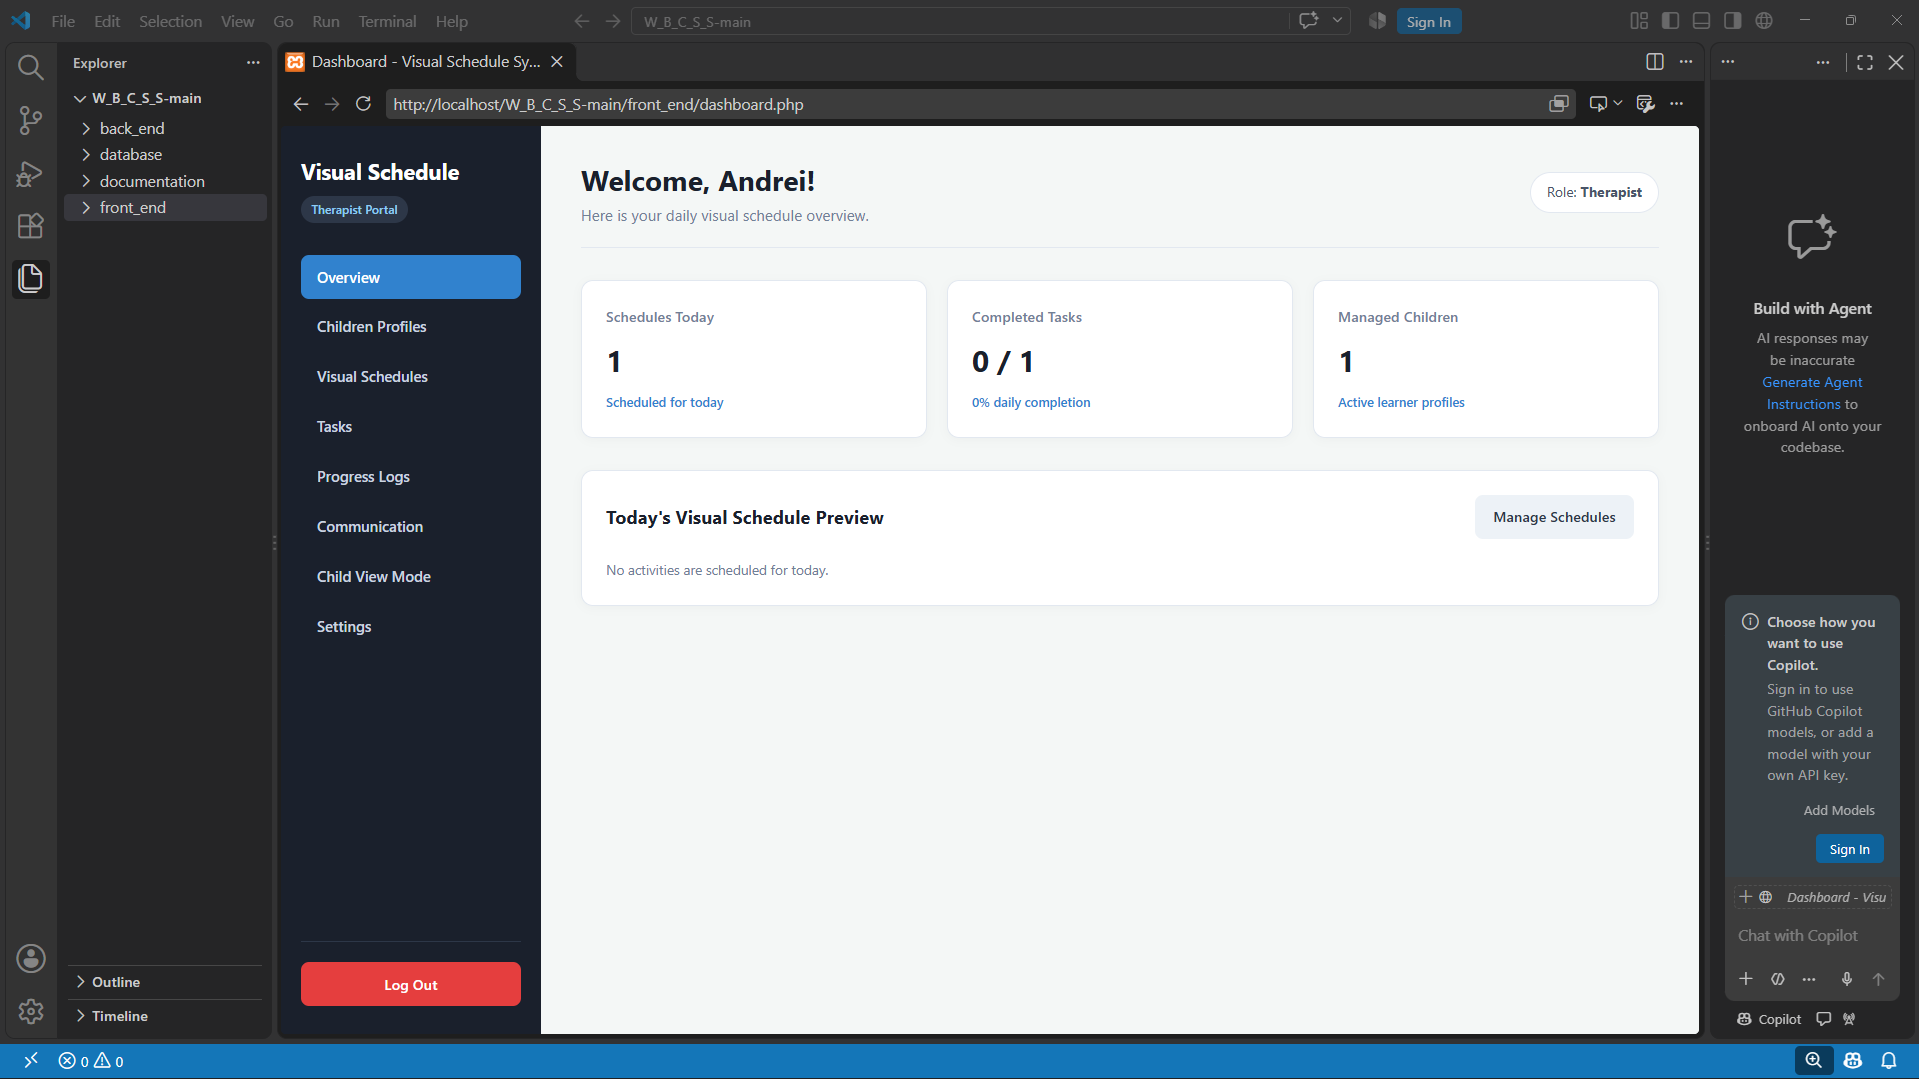 File Edit Selection View Go Run Terminal Help
W_B_C_S_S-main
Sign In
Explorer
W_B_C_S_S-main
back_end
database
documentation
front_end
Outline
Timeline
Dashboard - Visual Schedule Sy...
http://localhost/W_B_C_S_S-main/front_end/dashboard.php
Visual Schedule
Therapist Portal
Overview
Children Profiles
Visual Schedules
Tasks
Progress Logs
Communication
Child View Mode
Settings
Log Out
Welcome, Andrei!
Here is your daily visual schedule overview.
Role: Therapist
Schedules Today
1
Scheduled for today
Completed Tasks
0 / 1
0% daily completion
Managed Children
1
Active learner profiles
Today's Visual Schedule Preview
Manage Schedules
No activities are scheduled for today.
Build with Agent
AI responses may
be inaccurate
Generate Agent
Instructions to
onboard AI onto your
codebase.
Choose how you
want to use
Copilot.
Sign in to use
GitHub Copilot
models, or add a
model with your
own API key.
Add Models
Sign In
Dashboard - Visu
Chat with Copilot
Copilot
0 0